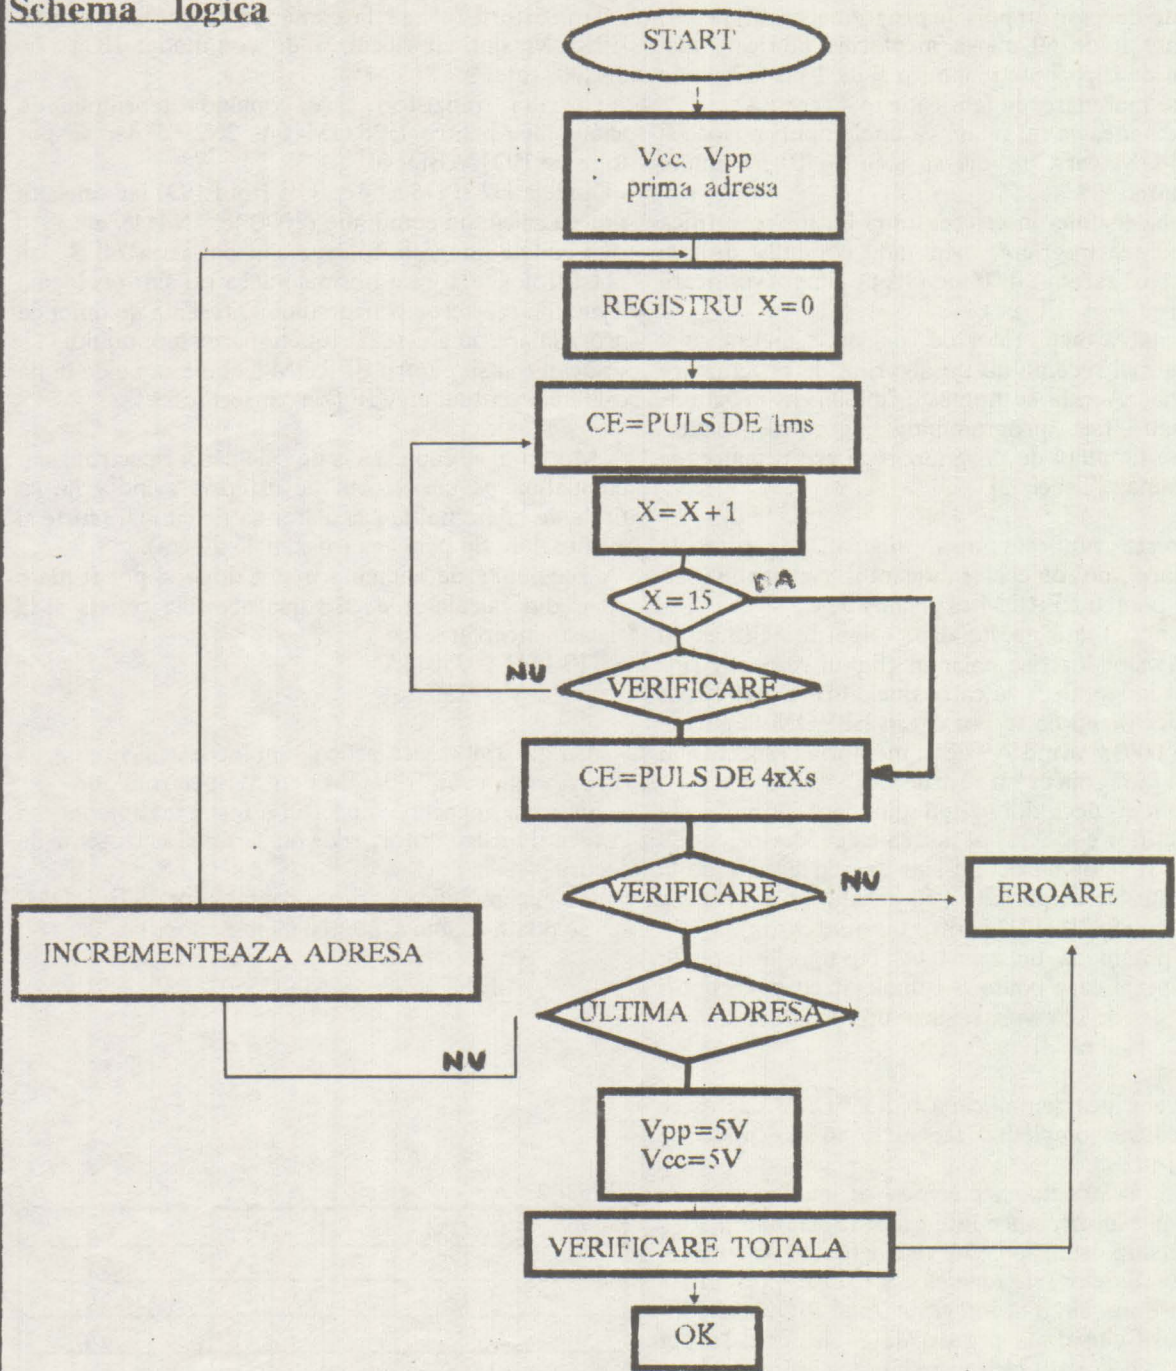 Schema logica
START
Vcc. Vpp
prima adresa
REGISTRU X=0
CE=PULS DE 1ms
X=X+1
X=15
DA
NU
VERIFICARE
CE=PULS DE 4xXs
VERIFICARE
NU
EROARE
INCREMENTEAZA ADRESA
ULTIMA ADRESA
NU
Vpp=5V
Vcc=5V
VERIFICARE TOTALA
OK